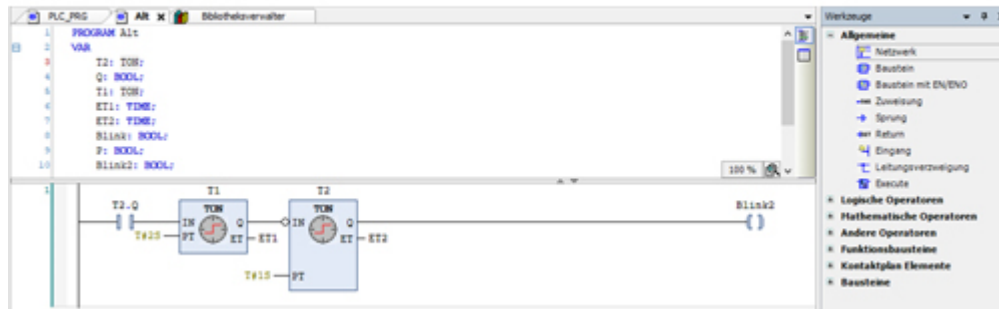 PLC_PRG
Alt
Bibliotheksverwalter
1 PROGRAM Alt
2 VAR
3 T2: TON;
4 Q: BOOL;
5 T1: TON;
6 ET1: TIME;
7 ET2: TIME;
8 Blink: BOOL;
9 P: BOOL;
10 Blink2: BOOL;
100 %
1
T1
T2
T2.Q
TON
TON
Blink2
IN Q
IN Q
T#2S PT ET ET1
ET ET2
T#1S PT
Werkzeuge
Allgemeine
Netzwerk
Baustein
Baustein mit EN/ENO
Zuweisung
Sprung
Return
Eingang
Leitungsverzweigung
Execute
Logische Operatoren
Mathematische Operatoren
Andere Operatoren
Funktionsbausteine
Kontaktplan Elemente
Bausteine